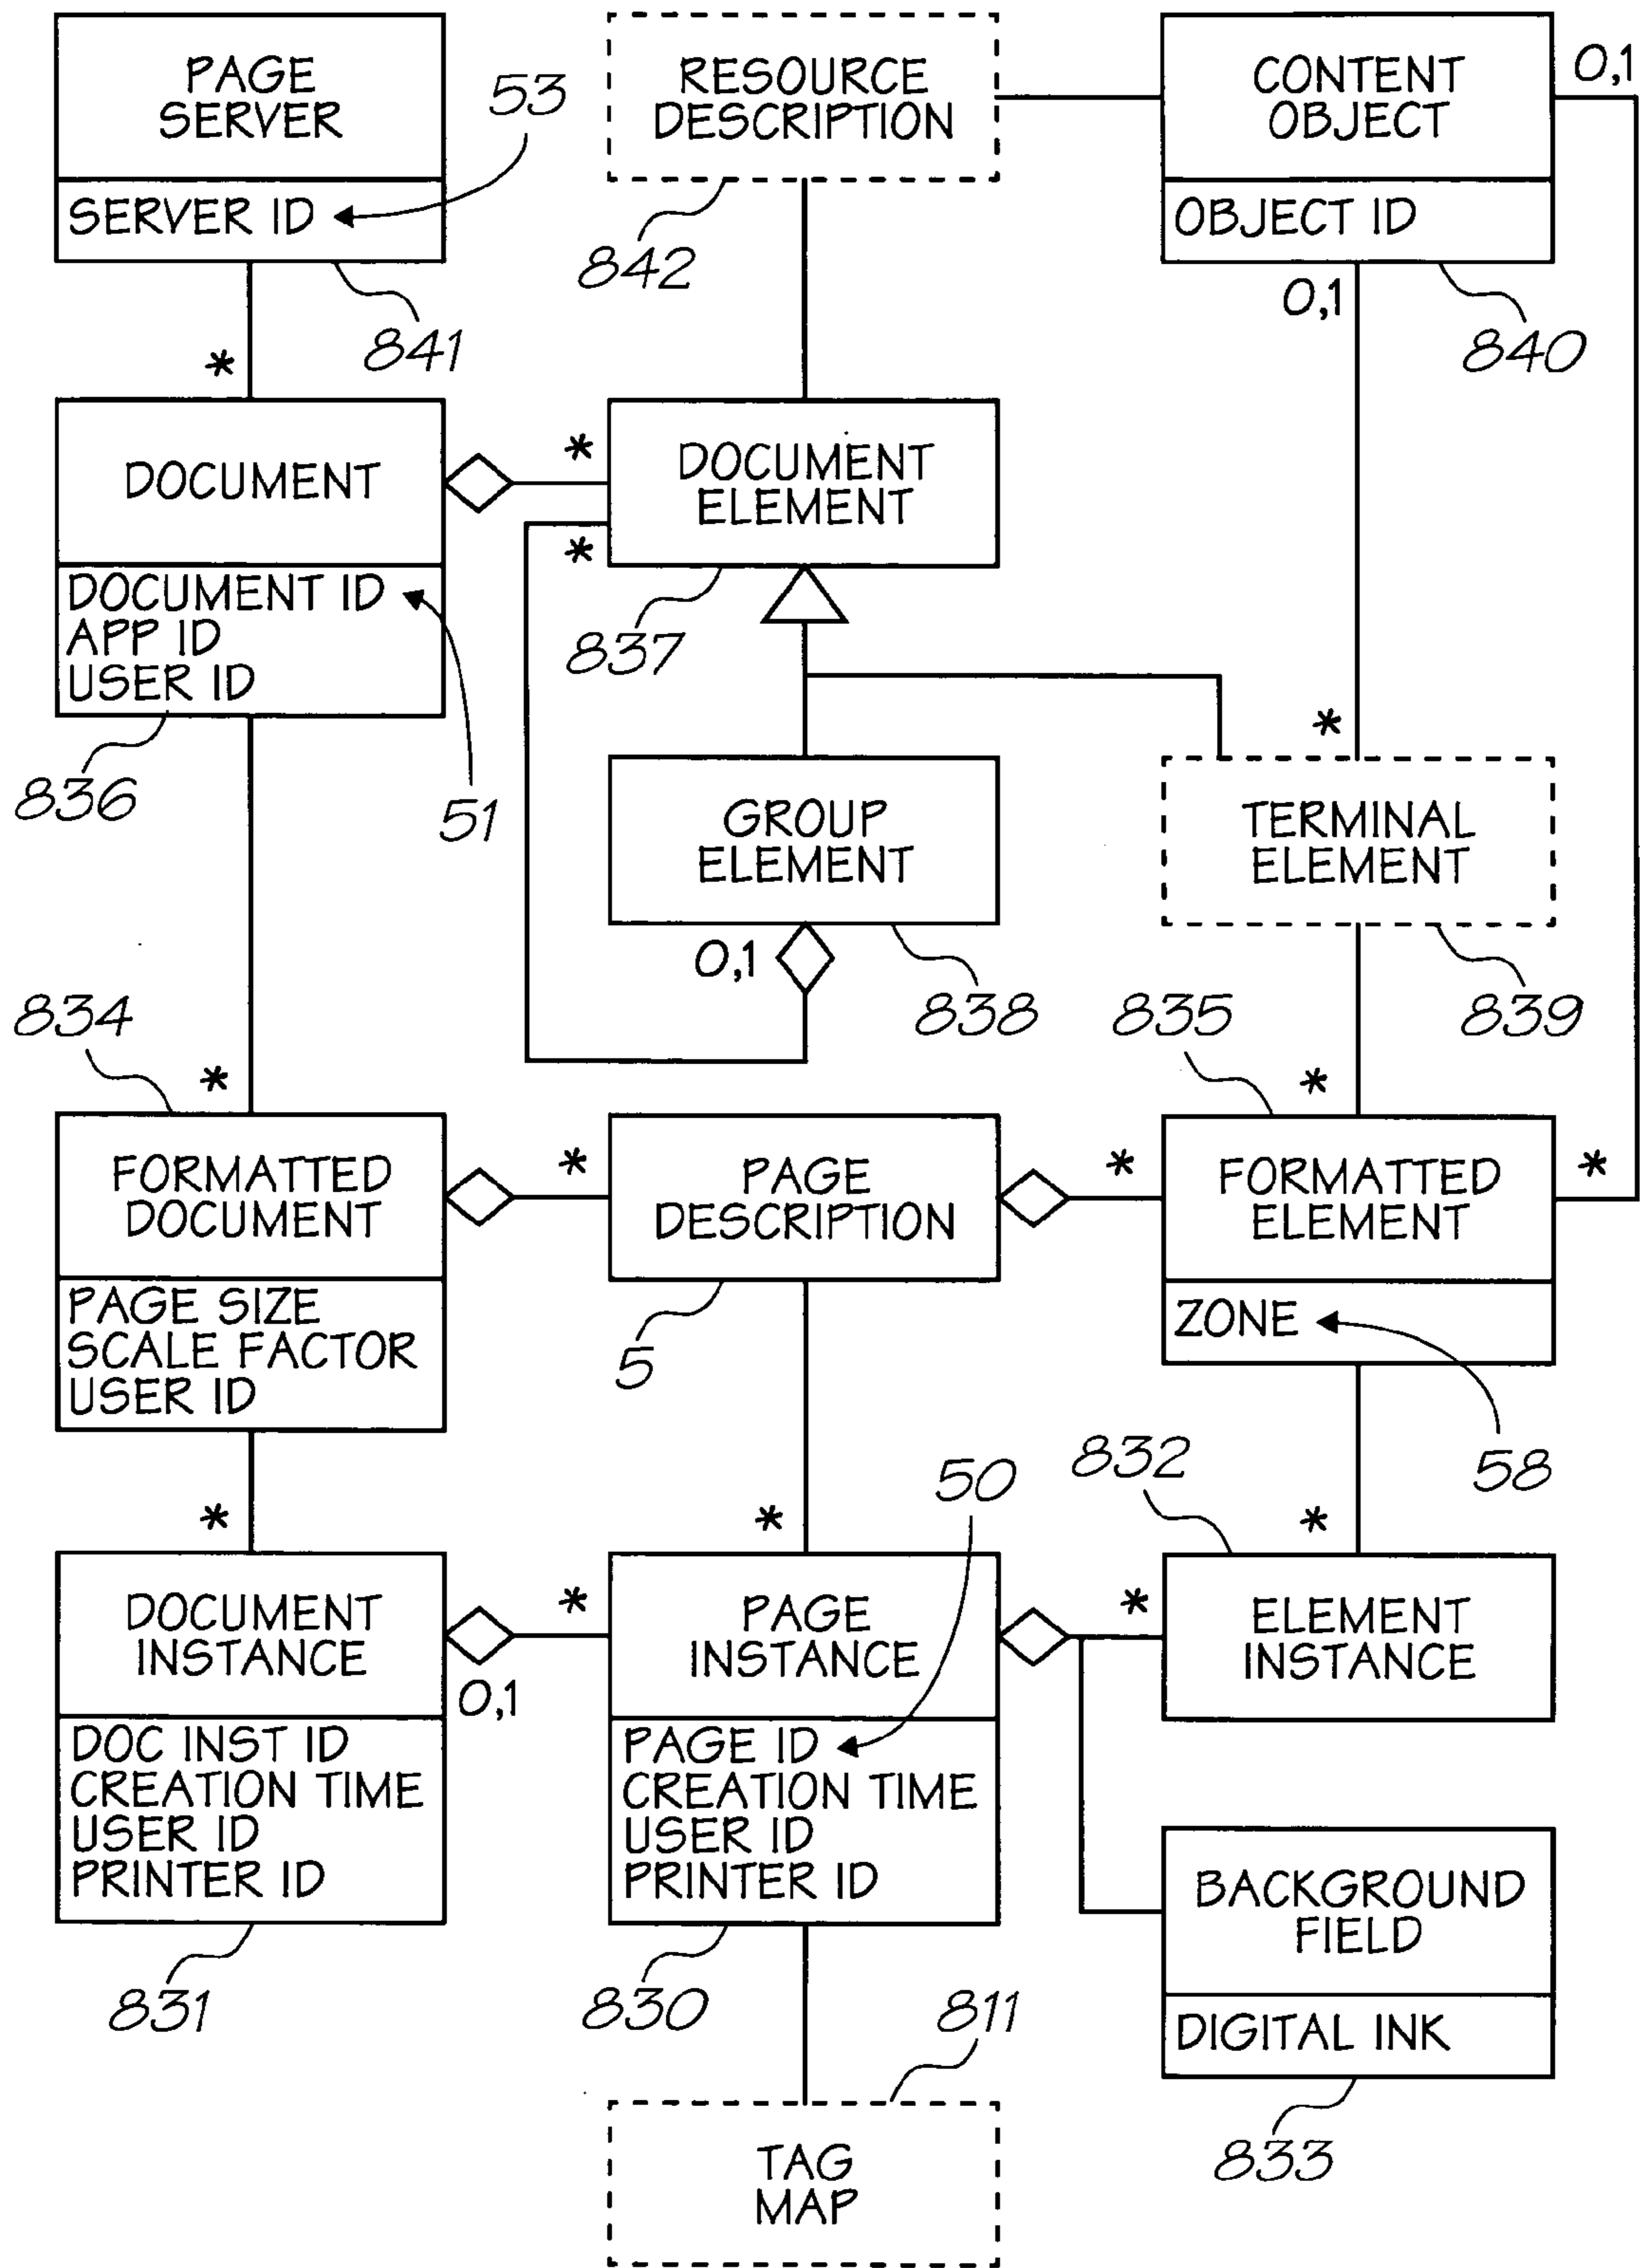 PAGE
SERVER
SERVER ID
53
841
RESOURCE
DESCRIPTION
842
CONTENT
OBJECT
OBJECT ID
0,1
0,1
840
*
DOCUMENT
DOCUMENT ID
APP ID
USER ID
836
51
*
*
DOCUMENT
ELEMENT
837
GROUP
ELEMENT
0,1
838
*
TERMINAL
ELEMENT
839
834
*
FORMATTED
DOCUMENT
PAGE SIZE
SCALE FACTOR
USER ID
*
PAGE
DESCRIPTION
5
835
*
*
FORMATTED
ELEMENT
*
ZONE
58
*
DOCUMENT
INSTANCE
0,1
DOC INST ID
CREATION TIME
USER ID
PRINTER ID
831
*
*
50
PAGE
INSTANCE
PAGE ID
CREATION TIME
USER ID
PRINTER ID
830
832
*
*
ELEMENT
INSTANCE
BACKGROUND
FIELD
DIGITAL INK
833
811
TAG
MAP